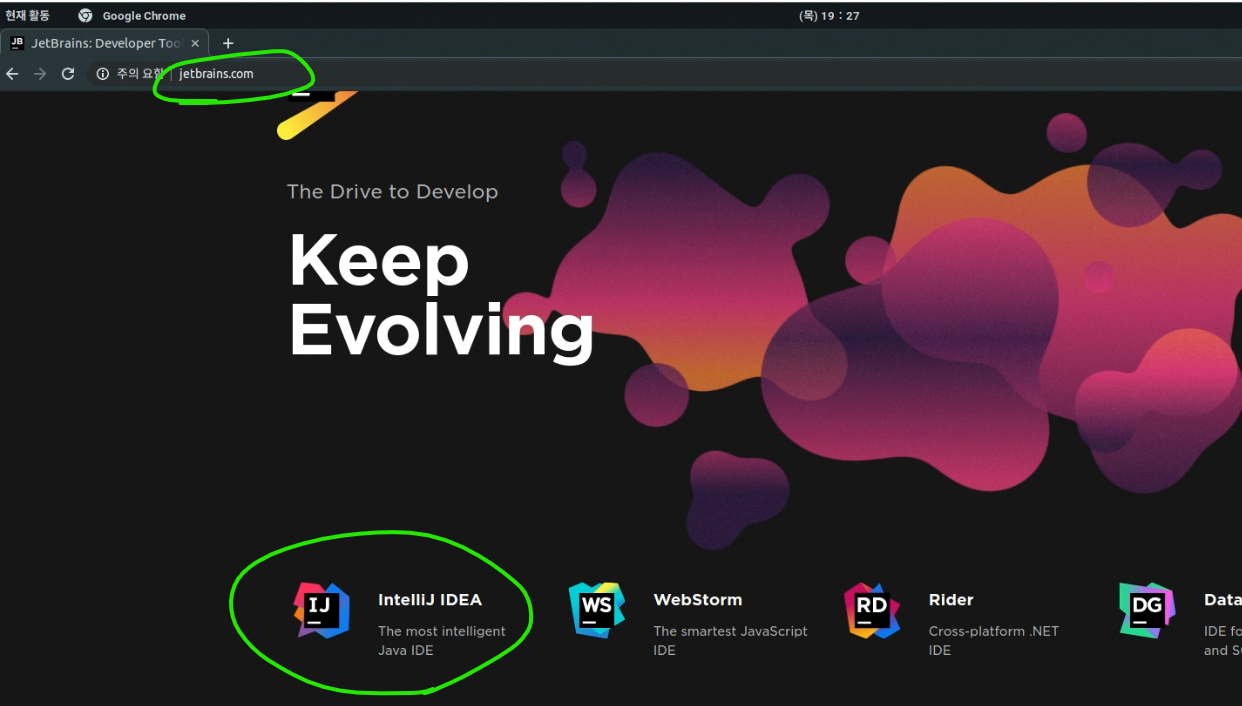 현재 활동 Google Chrome (목) 19 : 27
JB JetBrains: Developer Too × +
주의 요함 | jetbrains.com
The Drive to Develop
Keep
Evolving
IJ IntelliJ IDEA WS WebStorm RD Rider DG Data
The most intelligent The smartest JavaScript Cross-platform .NET IDE fo
Java IDE IDE IDE and S